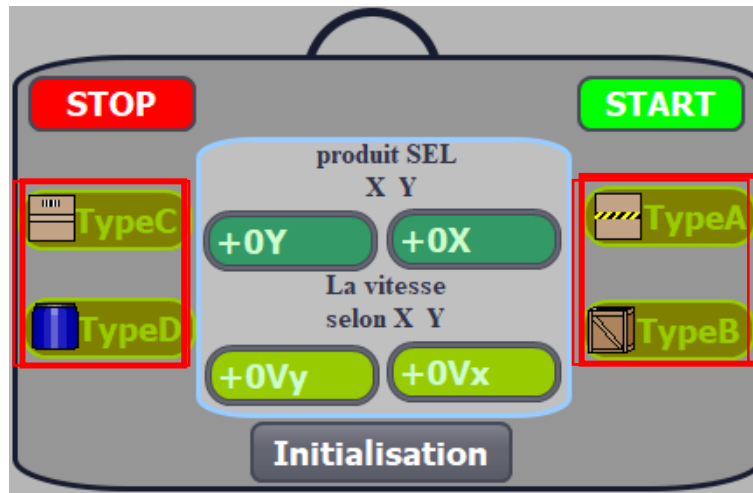 STOP
START
produit SEL
X Y
TypeC
TypeA
+0Y
+0X
La vitesse
selon X Y
TypeD
TypeB
+0Vy
+0Vx
Initialisation